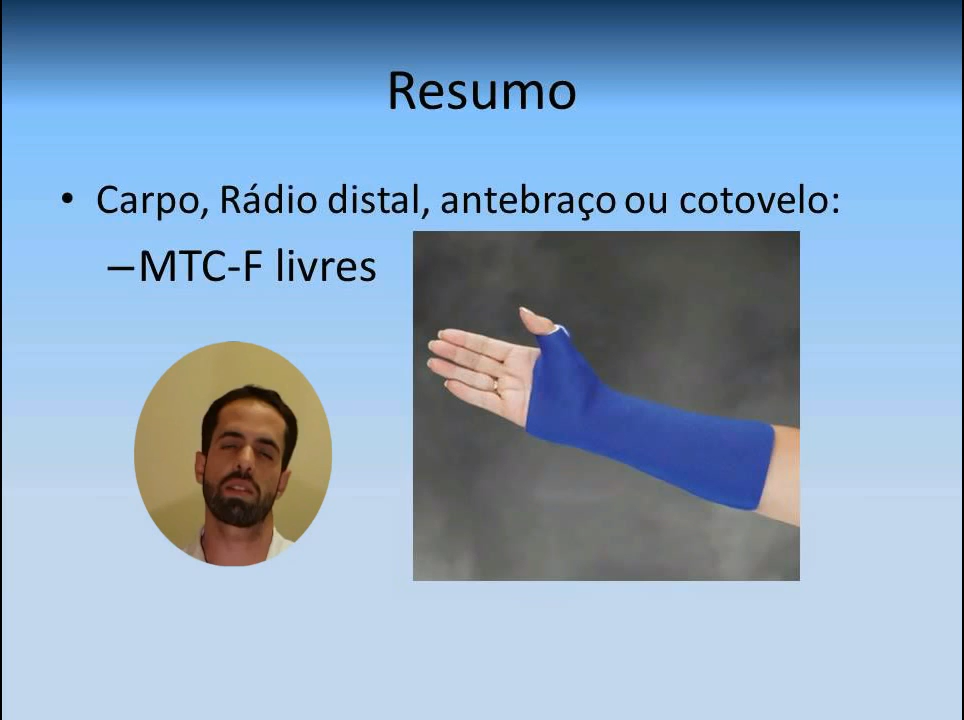 Resumo
• Carpo, Rádio distal, antebraço ou cotovelo:
–MTC-F livres